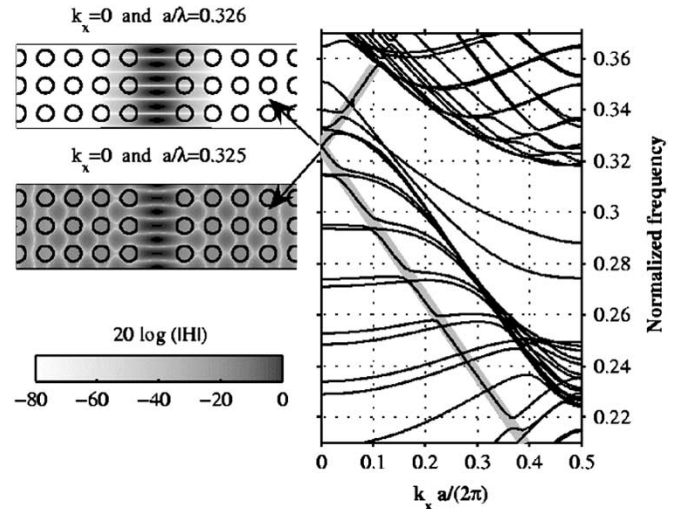 k_x=0 and a/λ=0.326
k_x=0 and a/λ=0.325
20 log (|H|)
−80 −60 −40 −20 0
0.36
0.34
0.32
0.3
0.28
0.26
0.24
0.22
Normalized frequency
0 0.1 0.2 0.3 0.4 0.5
k_x a/(2π)